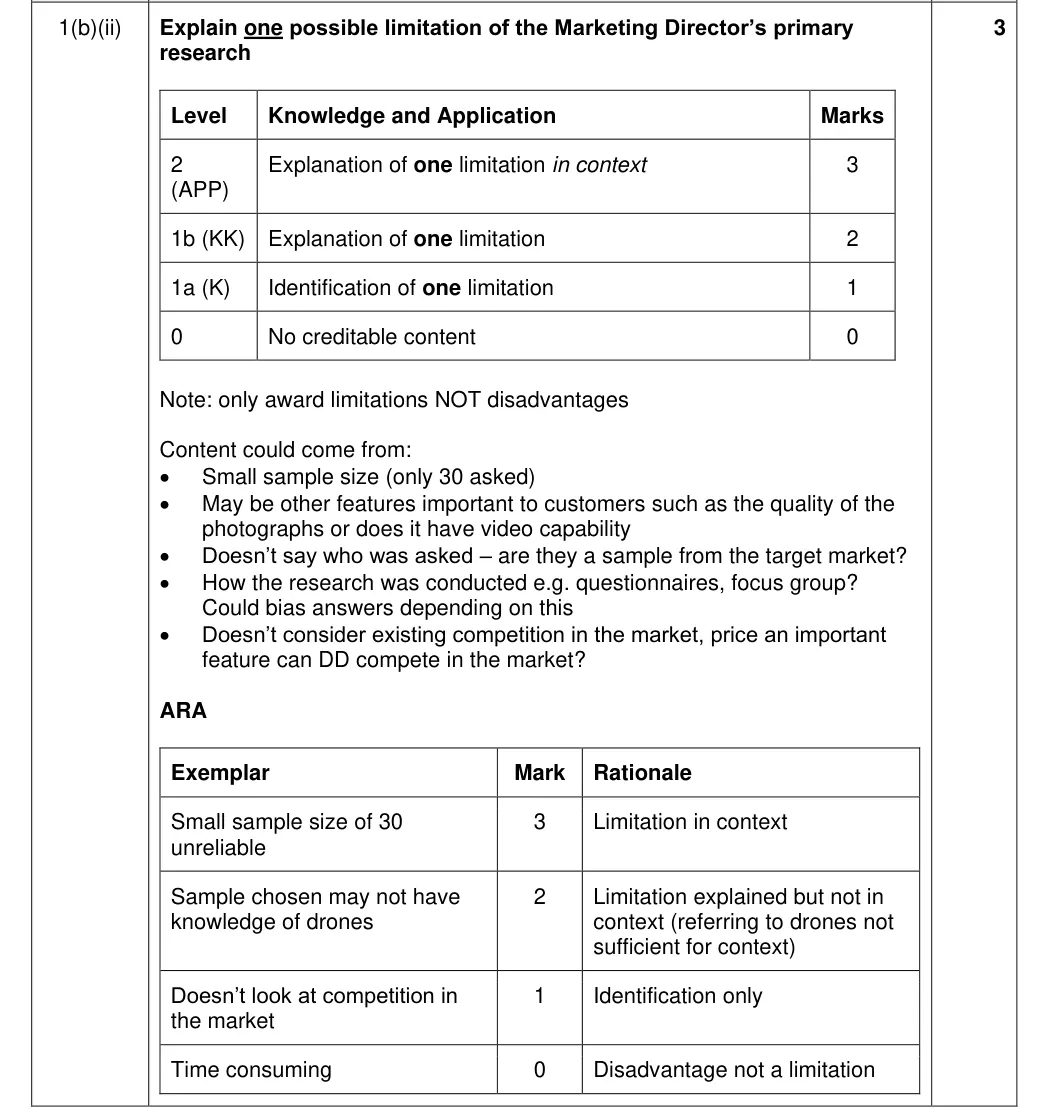 1(b)(ii)
Explain one possible limitation of the Marketing Director’s primary
research
3
Level
Knowledge and Application
Marks
2
(APP)
Explanation of one limitation in context
3
1b (KK)
Explanation of one limitation
2
1a (K)
Identification of one limitation
1
0
No creditable content
0
Note: only award limitations NOT disadvantages
Content could come from:
• Small sample size (only 30 asked)
• May be other features important to customers such as the quality of the
photographs or does it have video capability
• Doesn’t say who was asked – are they a sample from the target market?
• How the research was conducted e.g. questionnaires, focus group?
Could bias answers depending on this
• Doesn’t consider existing competition in the market, price an important
feature can DD compete in the market?
ARA
Exemplar
Mark
Rationale
Small sample size of 30
unreliable
3
Limitation in context
Sample chosen may not have
knowledge of drones
2
Limitation explained but not in
context (referring to drones not
sufficient for context)
Doesn’t look at competition in
the market
1
Identification only
Time consuming
0
Disadvantage not a limitation